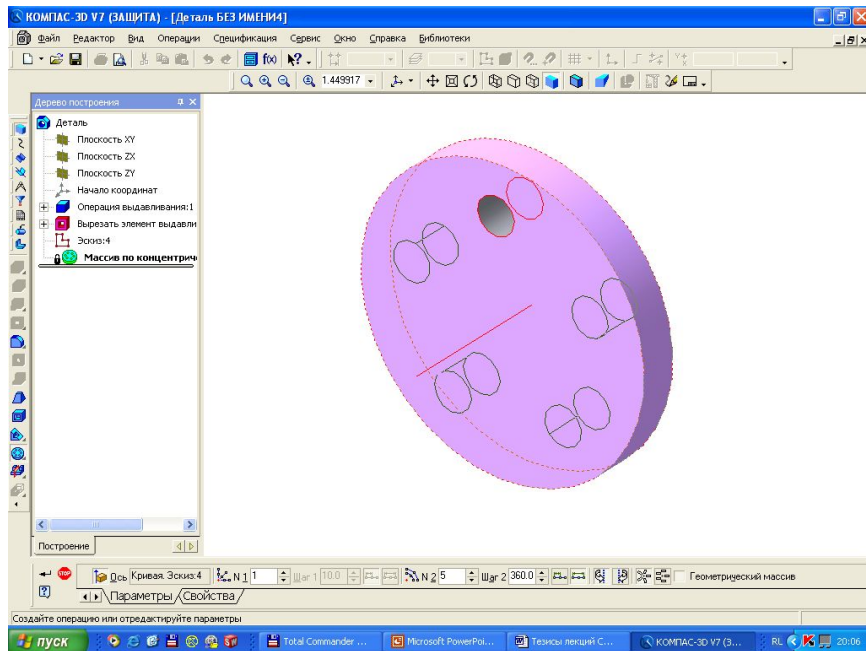 КОМПАС-3D V7 (ЗАЩИТА) - [Деталь БЕЗ ИМЕНИ4]
Файл Редактор Вид Операции Спецификация Сервис Окно Справка Библиотеки
f(x)
1.449917
Дерево построения
Деталь
Плоскость XY
Плоскость ZX
Плоскость ZY
Начало координат
Операция выдавливания:1
Вырезать элемент выдавли
Эскиз:4
Массив по концентрич
Построение
STOP Ось Кривая. Эскиз:4 N 1 1 Шаг 1 10.0 N 2 5 Шаг 2 360.0 Геометрический массив
Параметры Свойства
Создайте операцию или отредактируйте параметры
пуск Total Commander ... Microsoft PowerPoi... Тезисы лекций С... КОМПАС-3D V7 (З... RL 20:06